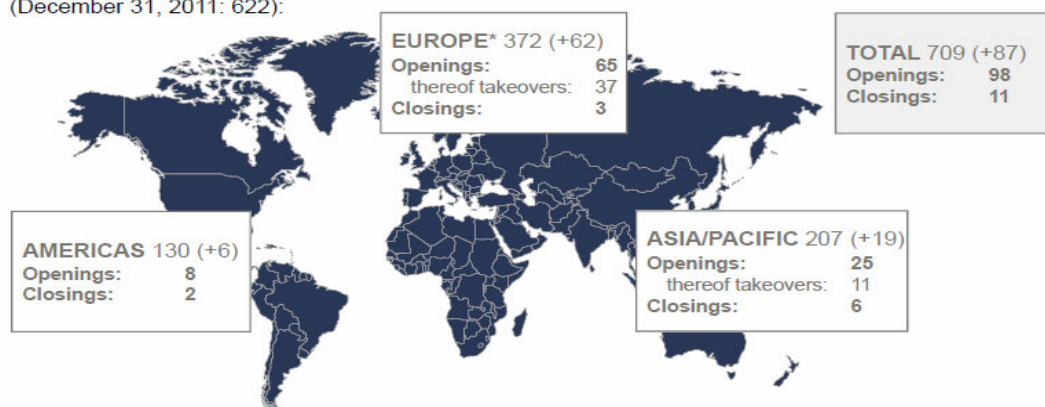 (December 31, 2011: 622):
EUROPE* 372 (+62)
Openings: 65
thereof takeovers: 37
Closings: 3
TOTAL 709 (+87)
Openings: 98
Closings: 11
AMERICAS 130 (+6)
Openings: 8
Closings: 2
ASIA/PACIFIC 207 (+19)
Openings: 25
thereof takeovers: 11
Closings: 6